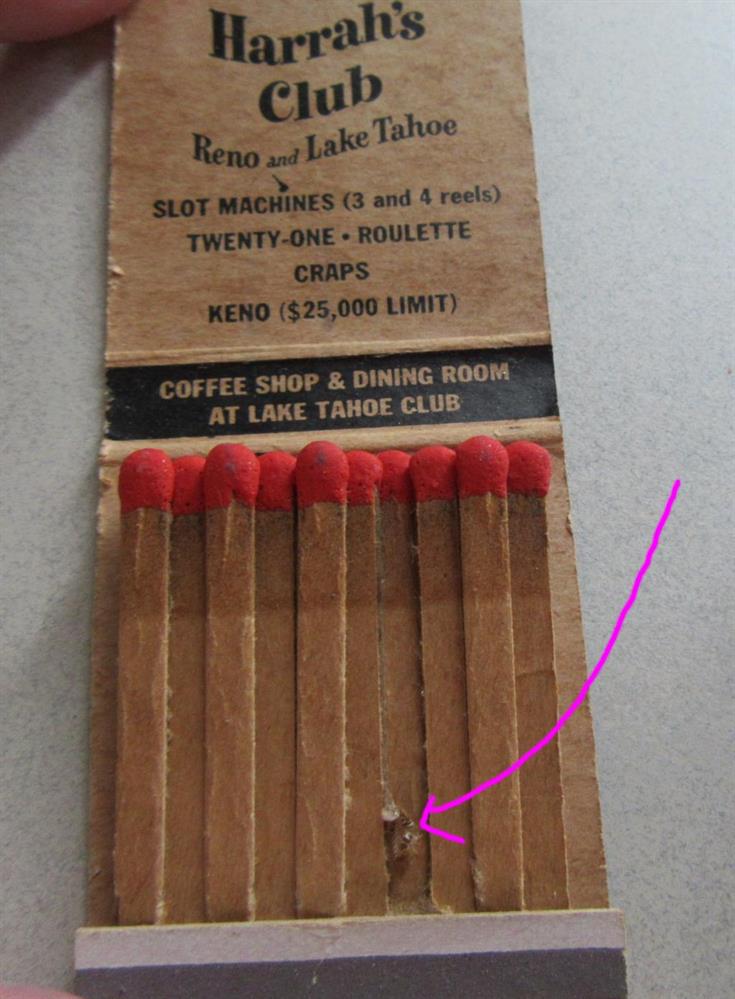 Harrah's
Club
Reno and Lake Tahoe
SLOT MACHINES (3 and 4 reels)
TWENTY-ONE • ROULETTE
CRAPS
KENO ($25,000 LIMIT)
COFFEE SHOP & DINING ROOM
AT LAKE TAHOE CLUB